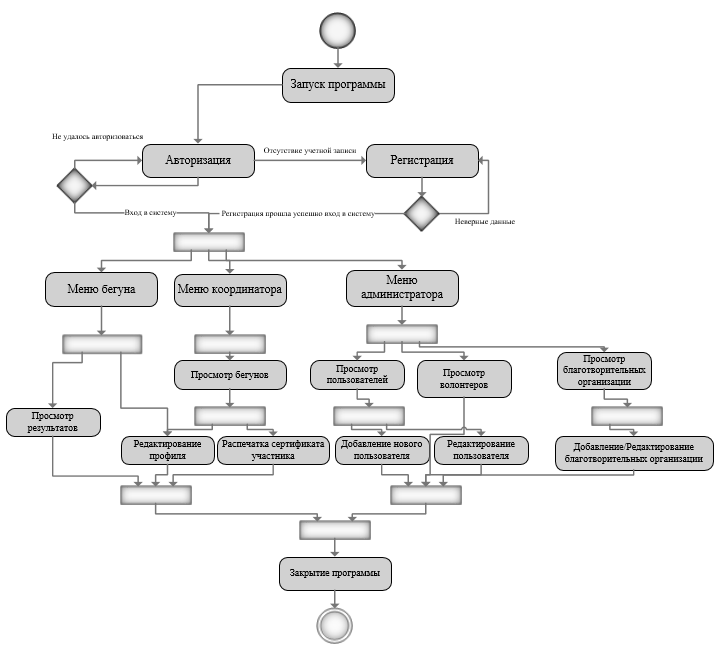 Запуск программы
Не удалось авторизоваться
Авторизация
Отсутствие учетной записи
Регистрация
Вход в систему
Регистрация прошла успешно вход в систему
Неверные данные
Меню бегуна
Меню координатора
Меню
администратора
Просмотр бегунов
Просмотр
пользователей
Просмотр
волонтеров
Просмотр
благотворительных
организации
Просмотр
результатов
Редактирование
профиля
Распечатка сертификата
участника
Добавление нового
пользователя
Редактирование
пользователя
Добавление/Редактирование
благотворительных организации
Закрытие программы